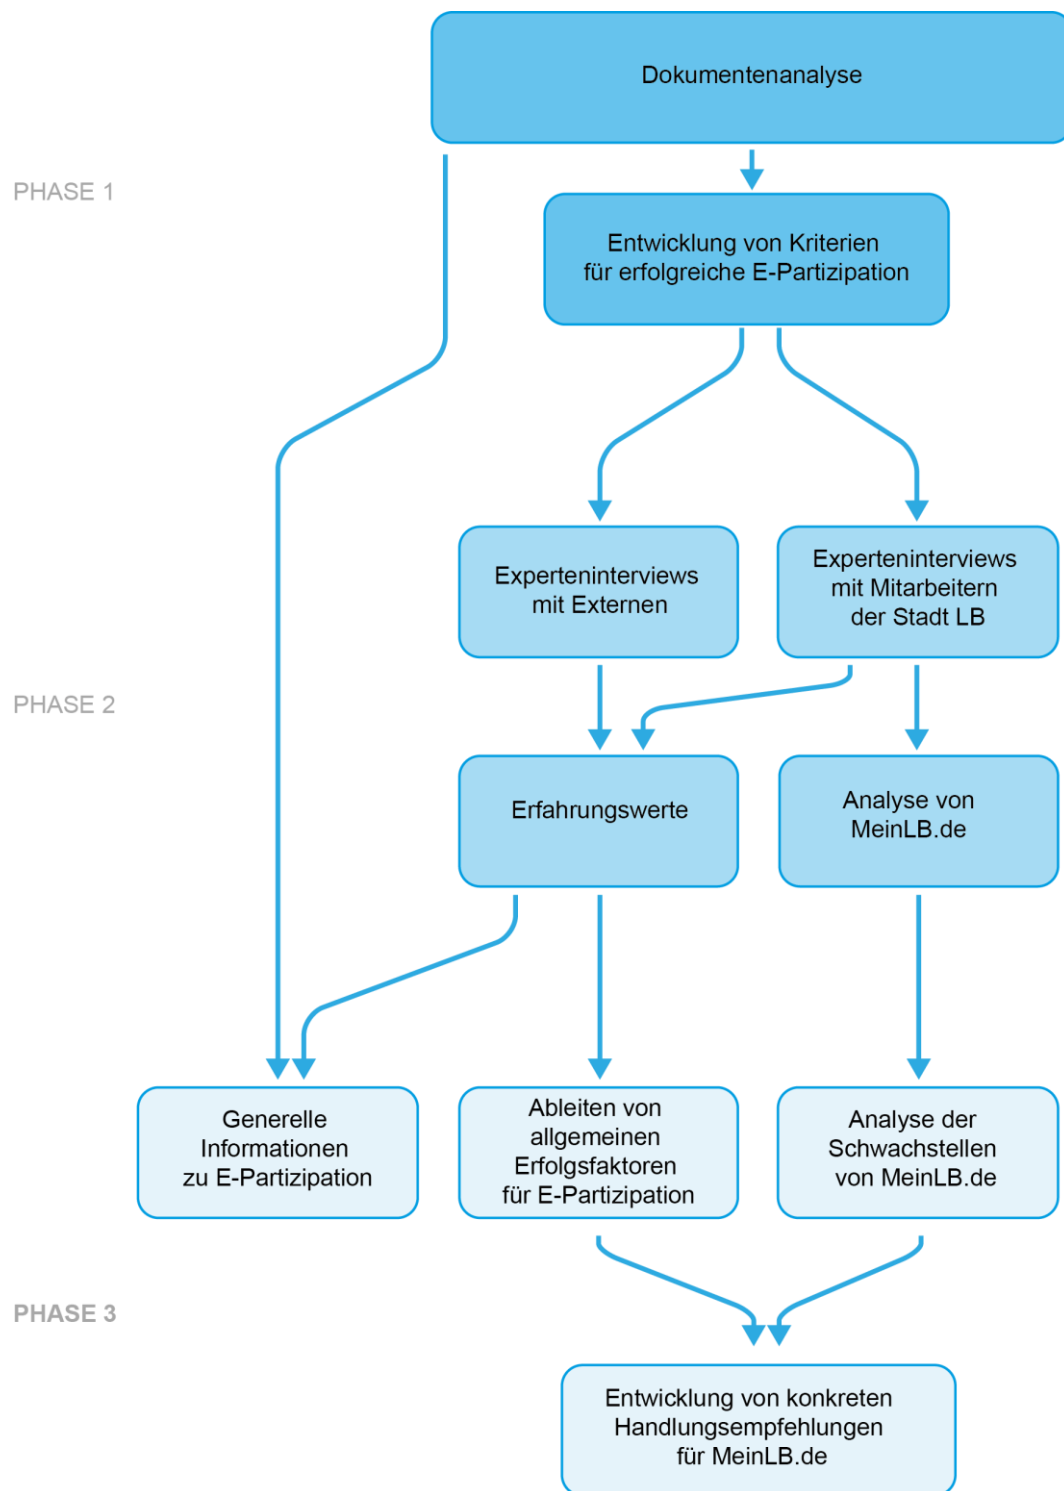 Dokumentenanalyse
PHASE 1
Entwicklung von Kriterien
für erfolgreiche E-Partizipation
Experteninterviews
mit Externen
Experteninterviews
mit Mitarbeitern
der Stadt LB
PHASE 2
Erfahrungswerte
Analyse von
MeinLB.de
Generelle
Informationen
zu E-Partizipation
Ableiten von
allgemeinen
Erfolgsfaktoren
für E-Partizipation
Analyse der
Schwachstellen
von MeinLB.de
PHASE 3
Entwicklung von konkreten
Handlungsempfehlungen
für MeinLB.de